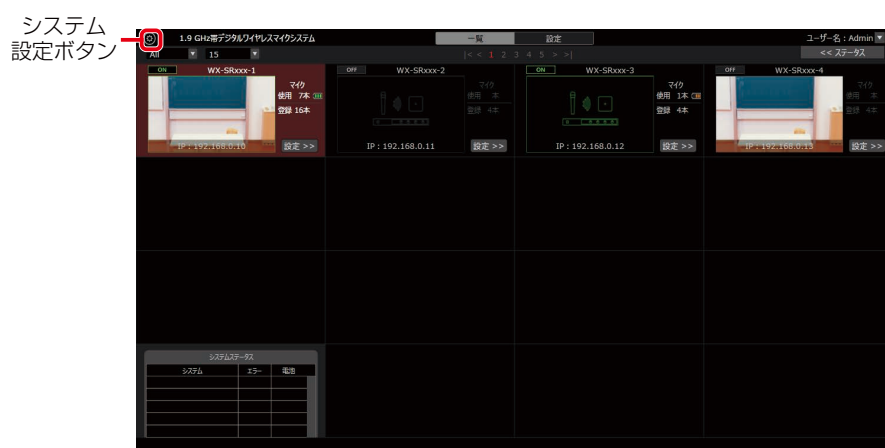 システム
設定ボタン
1.9 GHz帯デジタルワイヤレスマイクシステム
一覧
設定
ユーザー名：Admin
All
15
|< < 1 2 3 4 5 > >|
<< ステータス
ON
WX-SRxxx-1
マイク
使用 7本
登録 16本
IP : 192.168.0.10
設定 >>
OFF
WX-SRxxx-2
マイク
使用 本
登録 4本
IP : 192.168.0.11
設定 >>
ON
WX-SRxxx-3
マイク
使用 1本
登録 4本
IP : 192.168.0.12
設定 >>
OFF
WX-SRxxx-4
マイク
使用 本
登録 4本
IP : 192.168.0.13
設定 >>
システムステータス
システム
エラー
電池